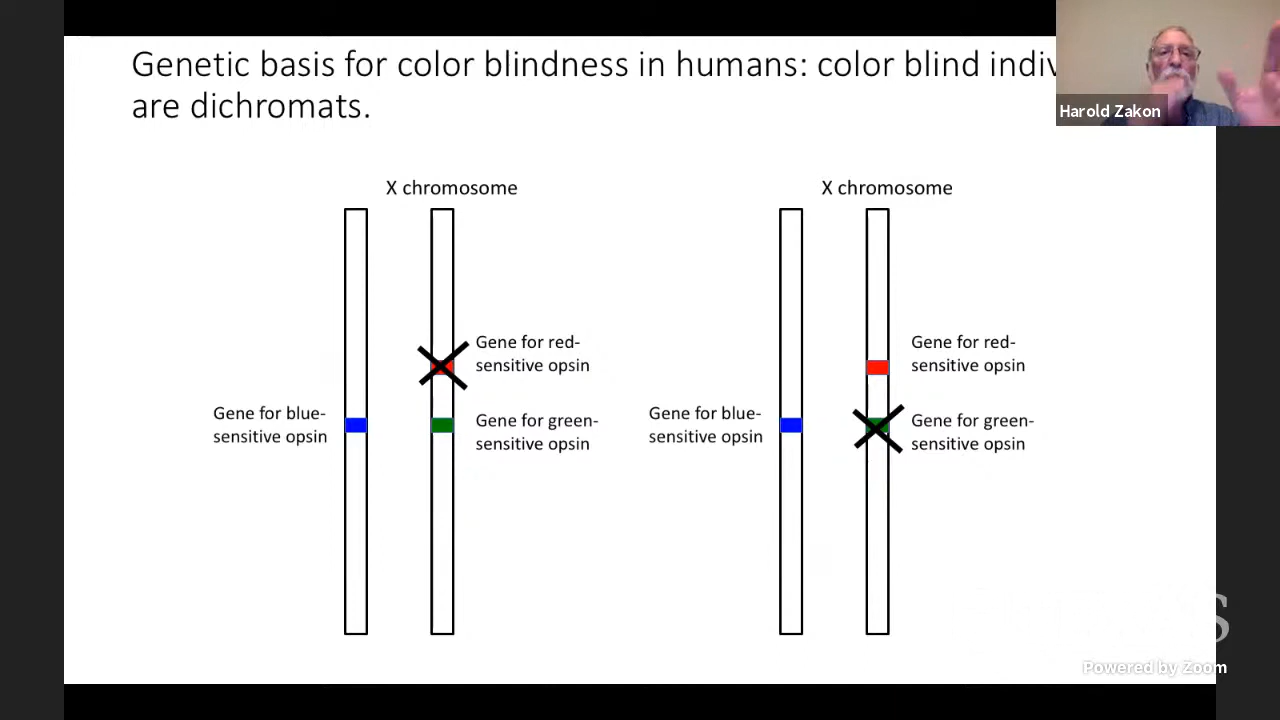 Genetic basis for color blindness in humans: color blind
are dichromats.
Harold Zakon
X chromosome
X chromosome
Gene for red-
sensitive opsin
Gene for red-
sensitive opsin
Gene for blue-
sensitive opsin
Gene for green-
sensitive opsin
Gene for blue-
sensitive opsin
Gene for green-
sensitive opsin
Powered by Zoom